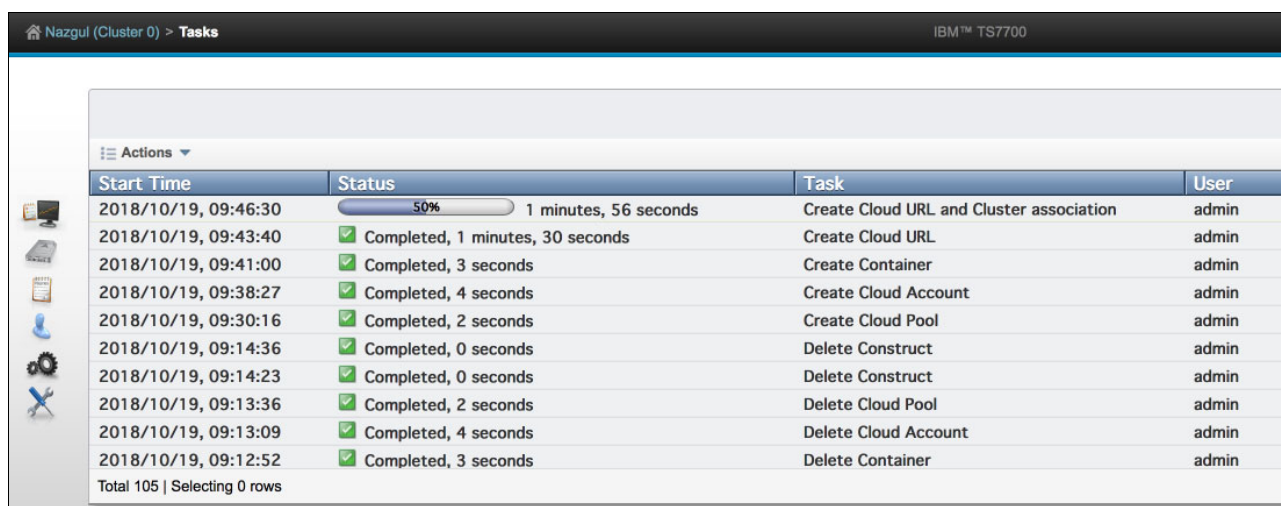 Nazgul (Cluster 0) > Tasks IBM™ TS7700
Actions
Start Time Status Task User
2018/10/19, 09:46:30 50% 1 minutes, 56 seconds Create Cloud URL and Cluster association admin
2018/10/19, 09:43:40 Completed, 1 minutes, 30 seconds Create Cloud URL admin
2018/10/19, 09:41:00 Completed, 3 seconds Create Container admin
2018/10/19, 09:38:27 Completed, 4 seconds Create Cloud Account admin
2018/10/19, 09:30:16 Completed, 2 seconds Create Cloud Pool admin
2018/10/19, 09:14:36 Completed, 0 seconds Delete Construct admin
2018/10/19, 09:14:23 Completed, 0 seconds Delete Construct admin
2018/10/19, 09:13:36 Completed, 2 seconds Delete Cloud Pool admin
2018/10/19, 09:13:09 Completed, 4 seconds Delete Cloud Account admin
2018/10/19, 09:12:52 Completed, 3 seconds Delete Container admin
Total 105 | Selecting 0 rows